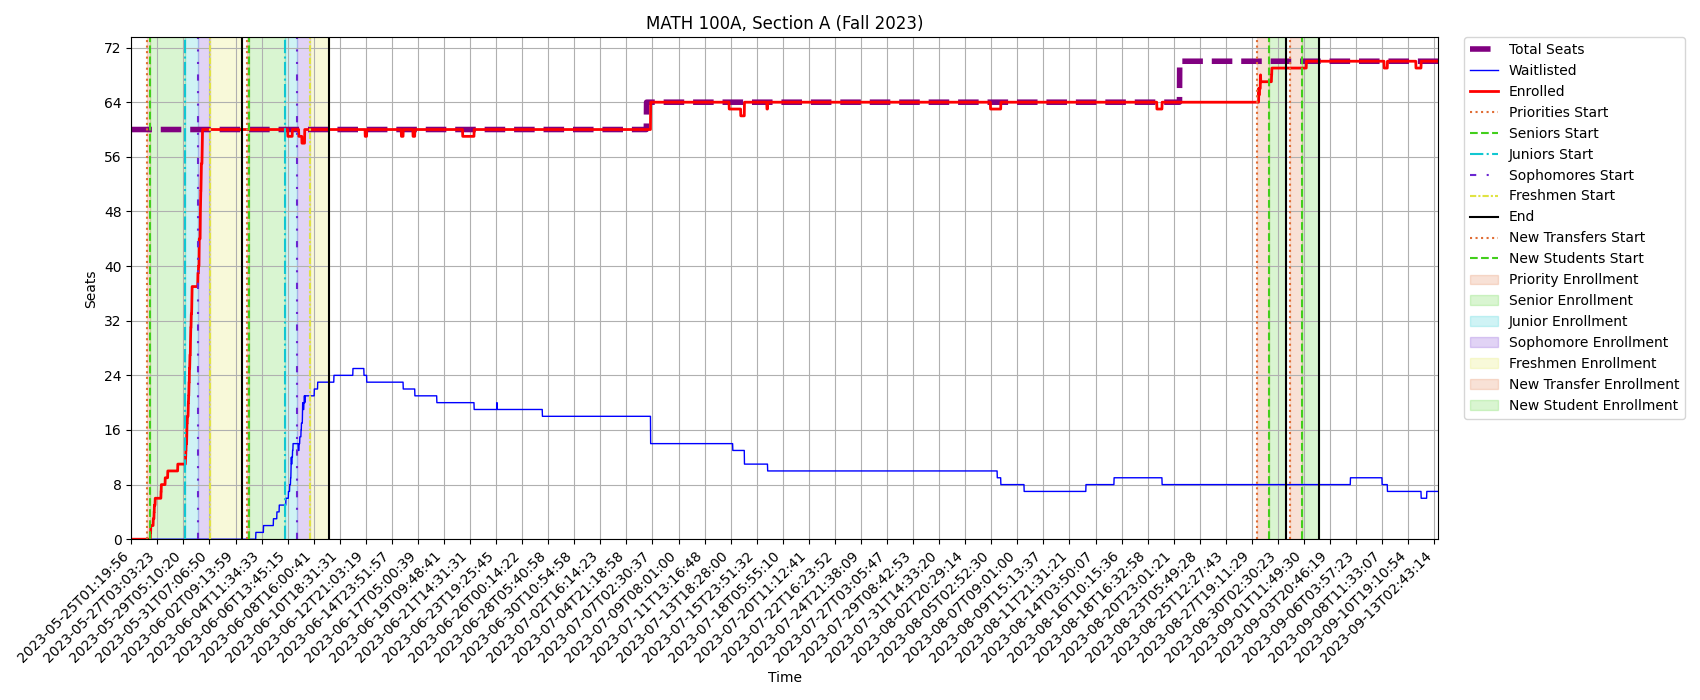 MATH 100A, Section A (Fall 2023)
Seats
72
64
56
48
40
32
24
16
8
0
2023-05-25T01:19:56
2023-05-27T03:03:23
2023-05-29T05:10:20
2023-05-31T07:06:50
2023-06-02T09:13:59
2023-06-04T11:34:33
2023-06-06T13:45:15
2023-06-08T16:00:41
2023-06-10T18:31:31
2023-06-12T21:03:19
2023-06-14T23:51:57
2023-06-17T05:00:39
2023-06-19T09:48:41
2023-06-21T14:31:31
2023-06-23T19:25:45
2023-06-26T00:14:22
2023-06-28T05:40:58
2023-06-30T10:54:58
2023-07-02T16:14:23
2023-07-04T21:18:58
2023-07-07T02:30:37
2023-07-09T08:01:00
2023-07-11T13:16:48
2023-07-13T18:28:00
2023-07-15T23:51:32
2023-07-18T05:55:10
2023-07-20T11:12:41
2023-07-22T16:23:52
2023-07-24T21:38:09
2023-07-27T03:05:47
2023-07-29T08:42:53
2023-07-31T14:33:20
2023-08-02T20:29:14
2023-08-05T02:52:30
2023-08-07T09:01:00
2023-08-09T15:13:37
2023-08-11T21:31:21
2023-08-14T03:50:07
2023-08-16T10:15:36
2023-08-18T16:32:58
2023-08-20T23:01:21
2023-08-23T05:49:28
2023-08-25T12:27:43
2023-08-27T19:11:29
2023-08-30T02:30:23
2023-09-01T11:49:30
2023-09-03T20:46:19
2023-09-06T03:57:23
2023-09-08T11:33:07
2023-09-10T19:10:54
2023-09-13T02:43:14
Time
Total Seats
Waitlisted
Enrolled
Priorities Start
Seniors Start
Juniors Start
Sophomores Start
Freshmen Start
End
New Transfers Start
New Students Start
Priority Enrollment
Senior Enrollment
Junior Enrollment
Sophomore Enrollment
Freshmen Enrollment
New Transfer Enrollment
New Student Enrollment